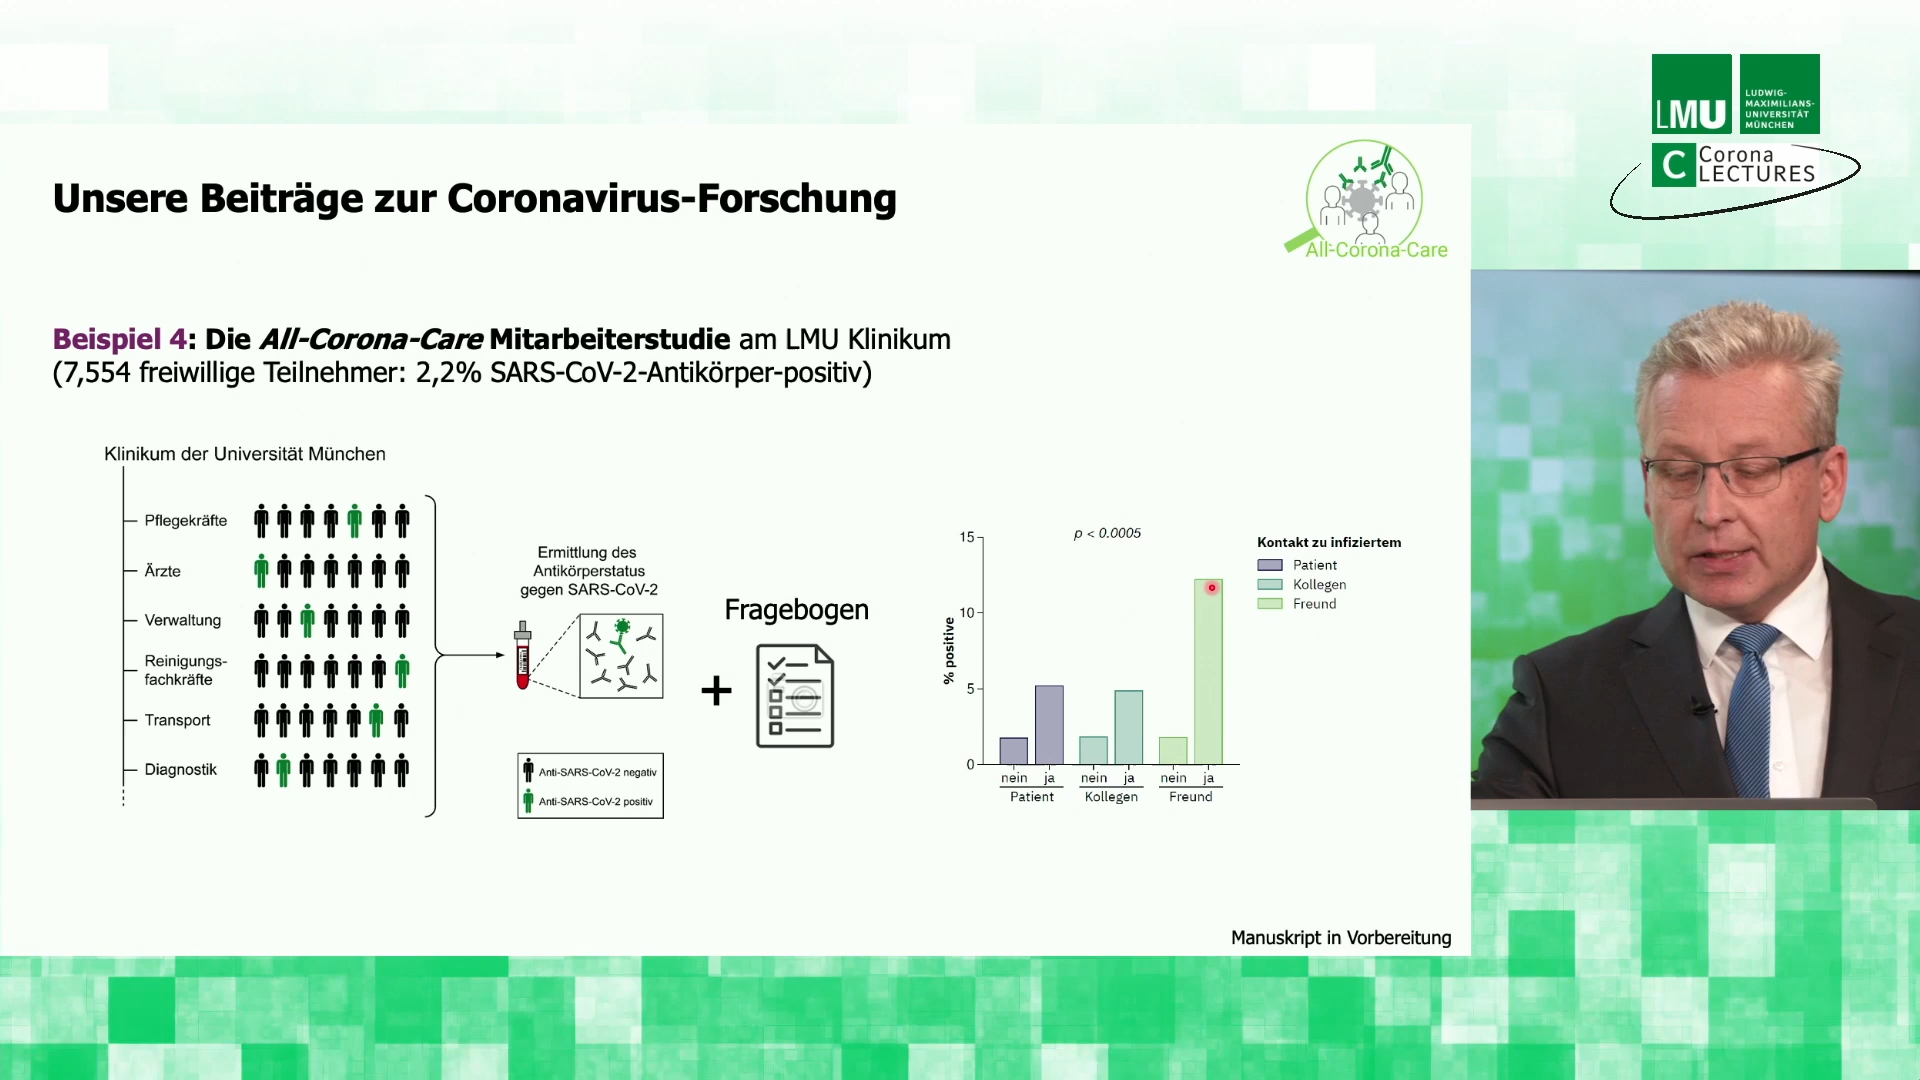 LMU
LUDWIG-
MAXIMILIANS-
UNIVERSITÄT
MÜNCHEN
C Corona
LECTURES
Unsere Beiträge zur Coronavirus-Forschung
All-Corona-Care
Beispiel 4: Die All-Corona-Care Mitarbeiterstudie am LMU Klinikum
(7,554 freiwillige Teilnehmer: 2,2% SARS-CoV-2-Antikörper-positiv)
Klinikum der Universität München
Pflegekräfte
Ärzte
Verwaltung
Reinigungs-
fachkräfte
Transport
Diagnostik
Ermittlung des
Antikörperstatus
gegen SARS-CoV-2
Anti-SARS-CoV-2 negativ
Anti-SARS-CoV-2 positiv
+
Fragebogen
p < 0.0005
% positive
15
10
5
0
nein ja nein ja nein ja
Patient Kollegen Freund
Kontakt zu infiziertem
Patient
Kollegen
Freund
Manuskript in Vorbereitung